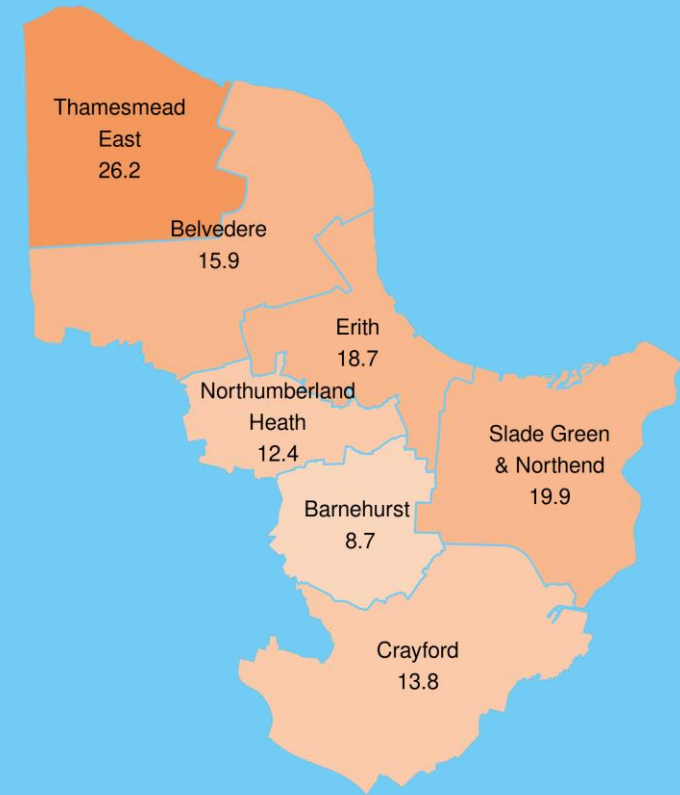 Thamesmead
East
26.2
Belvedere
15.9
Erith
18.7
Northumberland
Heath
12.4
Slade Green
& Northend
19.9
Barnehurst
8.7
Crayford
13.8